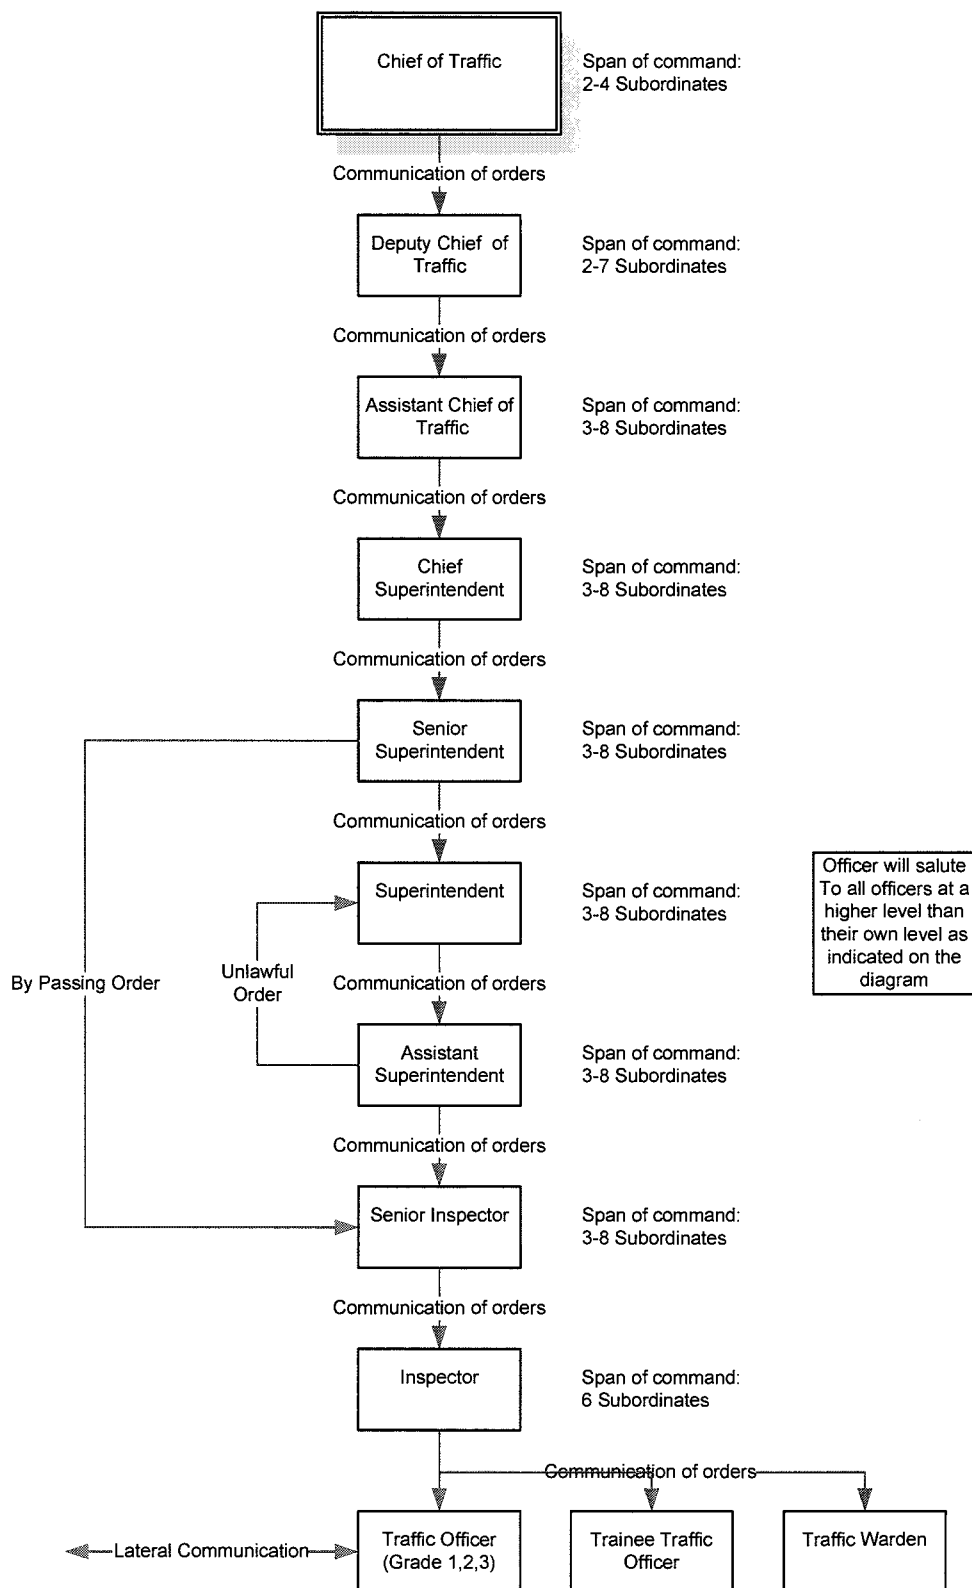 Chief of Traffic
Span of command:
2-4 Subordinates
Communication of orders
Deputy Chief of
Traffic
Span of command:
2-7 Subordinates
Communication of orders
Assistant Chief of
Traffic
Span of command:
3-8 Subordinates
Communication of orders
Chief
Superintendent
Span of command:
3-8 Subordinates
Communication of orders
Senior
Superintendent
Span of command:
3-8 Subordinates
Communication of orders
Superintendent
Span of command:
3-8 Subordinates
Officer will salute
To all officers at a
higher level than
their own level as
indicated on the
diagram
By Passing Order
Unlawful
Order
Communication of orders
Assistant
Superintendent
Span of command:
3-8 Subordinates
Communication of orders
Senior Inspector
Span of command:
3-8 Subordinates
Communication of orders
Inspector
Span of command:
6 Subordinates
Communication of orders
Lateral Communication
Traffic Officer
(Grade 1,2,3)
Trainee Traffic
Officer
Traffic Warden